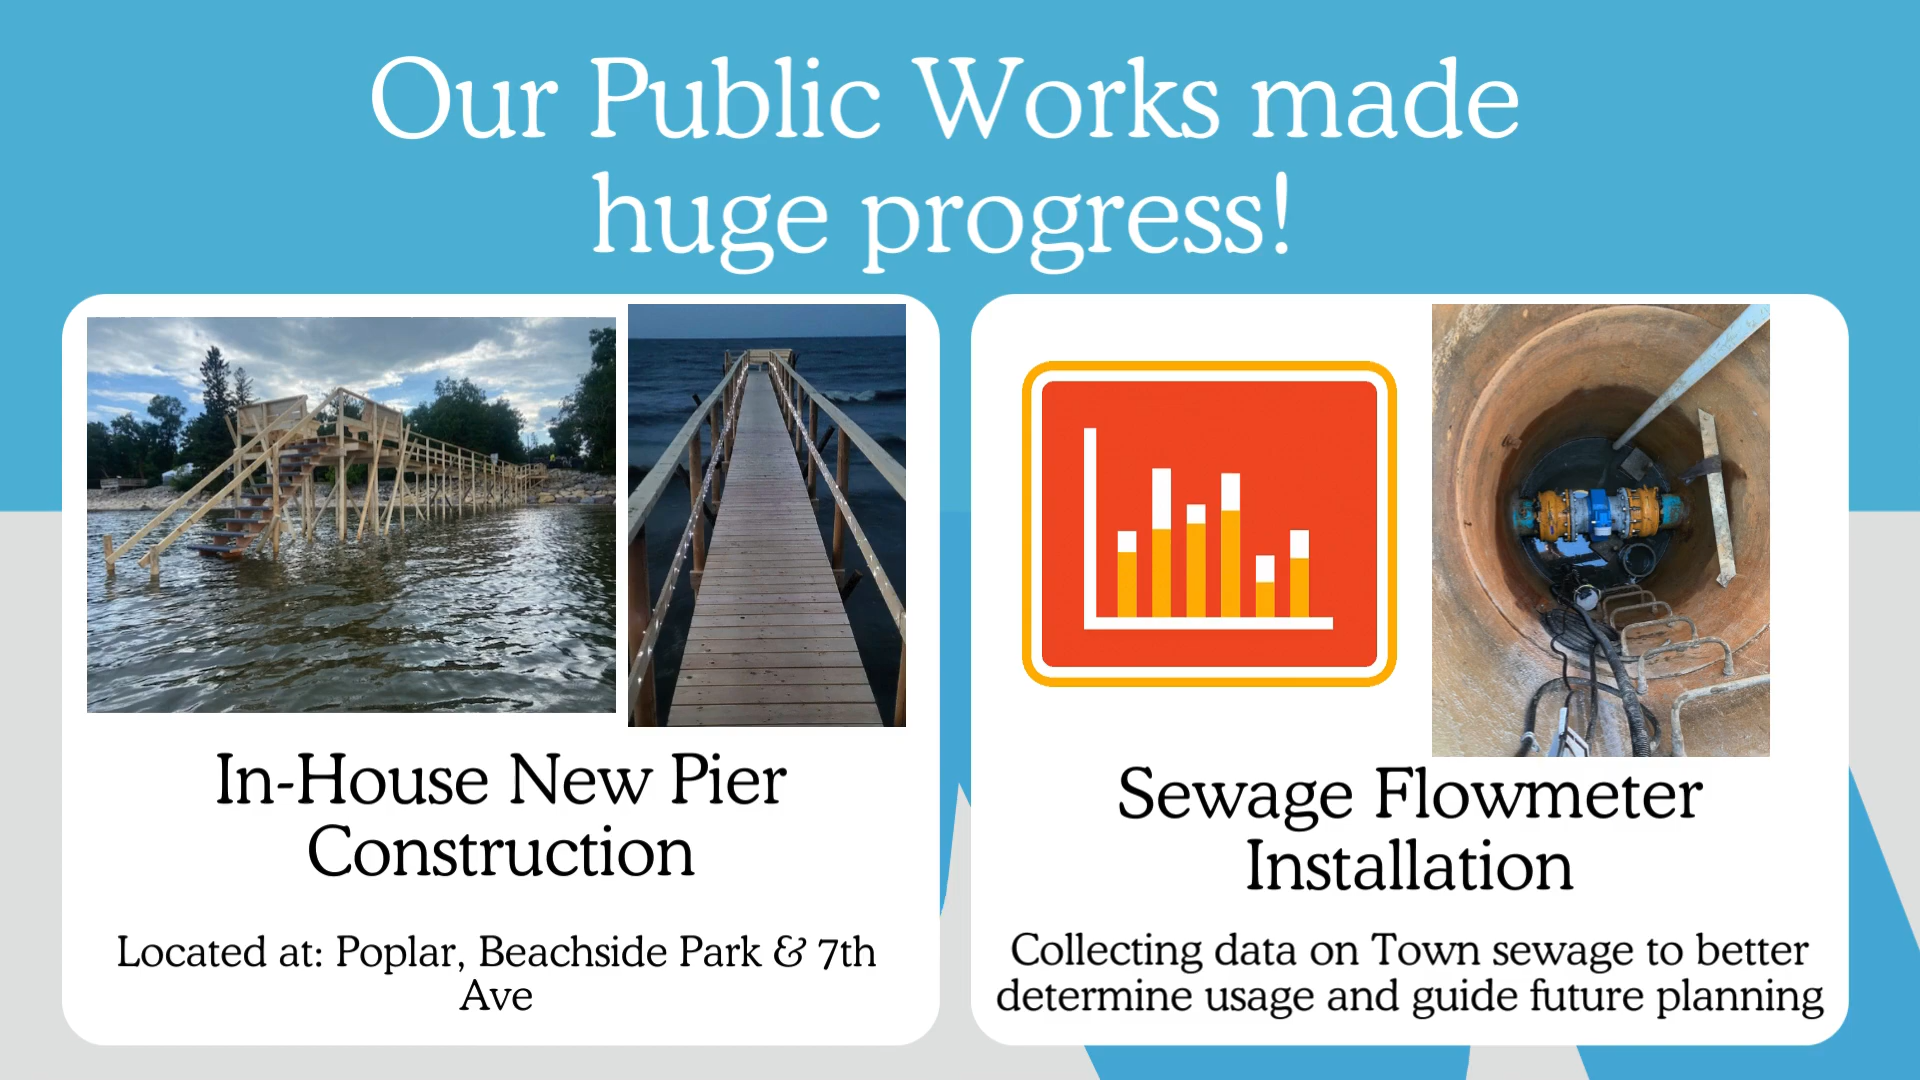 Our Public Works made
huge progress!
In-House New Pier
Construction
Located at: Poplar, Beachside Park & 7th
Ave
Sewage Flowmeter
Installation
Collecting data on Town sewage to better
determine usage and guide future planning